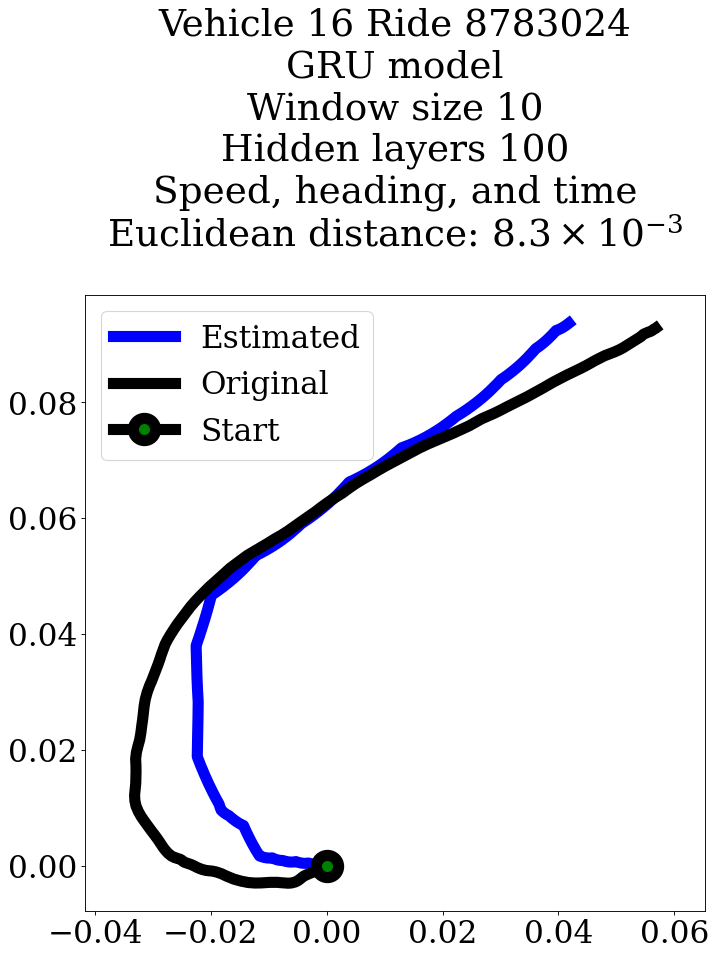 Vehicle 16 Ride 8783024
GRU model
Window size 10
Hidden layers 100
Speed, heading, and time
Euclidean distance: 8.3 × 10⁻³
Estimated
Original
Start
0.08
0.06
0.04
0.02
0.00
−0.04 −0.02 0.00 0.02 0.04 0.06